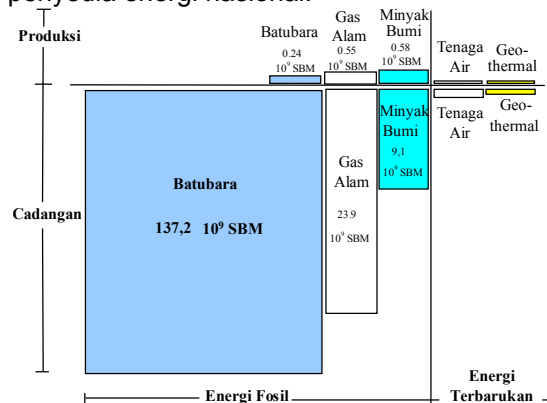 penyedia energi nasional.
Produksi
Batubara
0.24
10⁹ SBM
Gas
Alam
0.55
10⁹ SBM
Minyak
Bumi
0.58
10⁹ SBM
Tenaga
Air
Geo-
thermal
Cadangan
Batubara
137,2 10⁹ SBM
Gas
Alam
23.9
10⁹ SBM
Minyak
Bumi
9,1
10⁹ SBM
Tenaga
Air
Geo-
thermal
Energi Fosil
Energi
Terbarukan